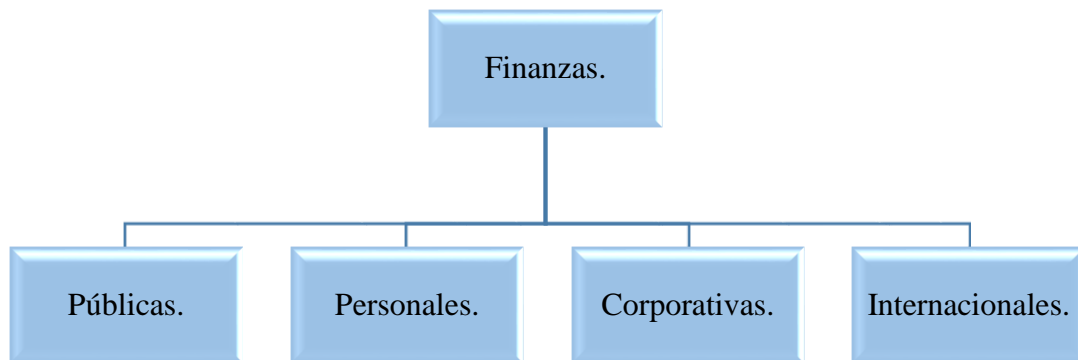 Finanzas.
Públicas.
Personales.
Corporativas.
Internacionales.